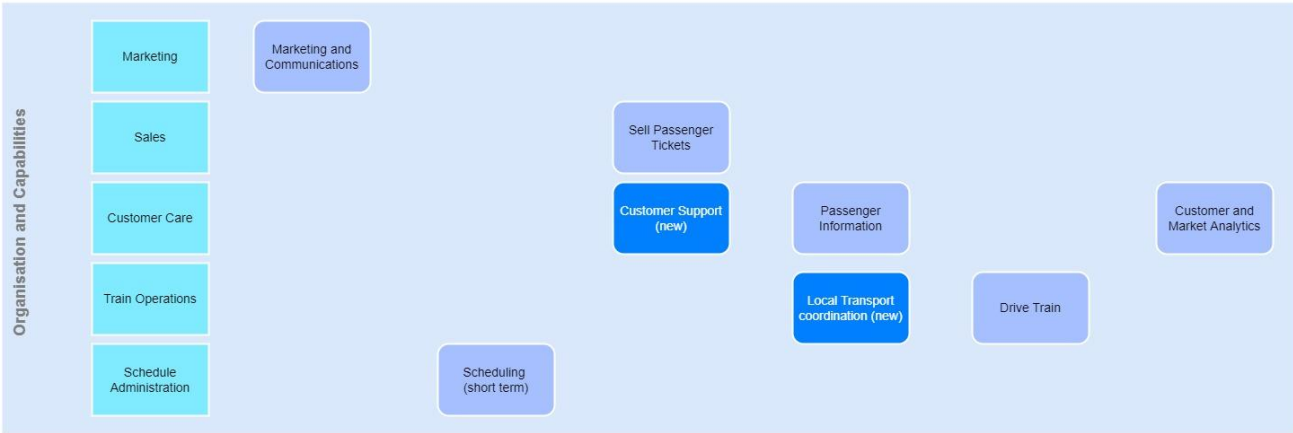 Organisation and Capabilities
Marketing
Marketing and
Communications
Sales
Sell Passenger
Tickets
Customer Care
Customer Support
(new)
Passenger
Information
Customer and
Market Analytics
Train Operations
Local Transport
coordination (new)
Drive Train
Schedule
Administration
Scheduling
(short term)